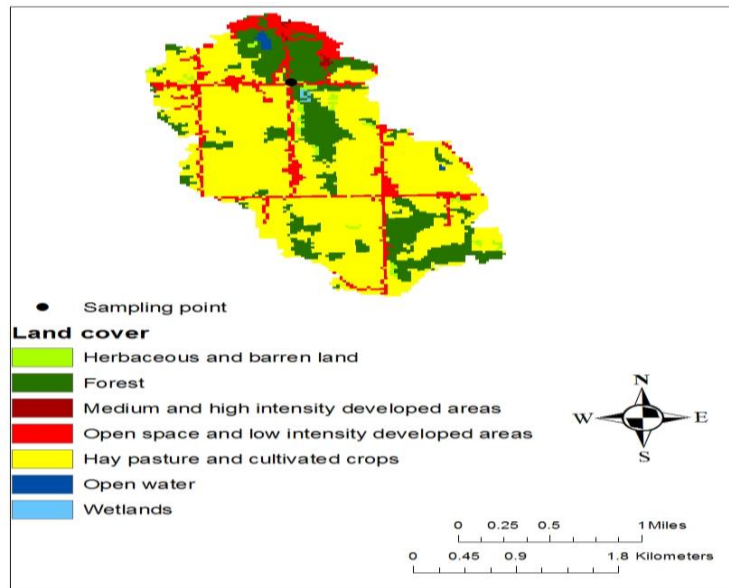 Sampling point
Land cover
Herbaceous and barren land
Forest
Medium and high intensity developed areas
Open space and low intensity developed areas
Hay pasture and cultivated crops
Open water
Wetlands
N
W E
S
0 0.25 0.5 1 Miles
0 0.45 0.9 1.8 Kilometers